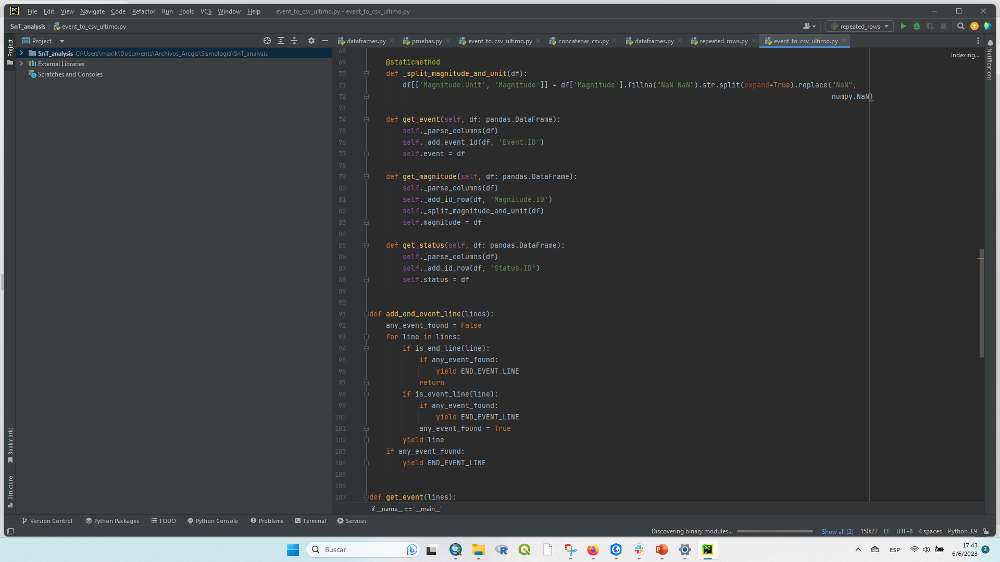 PC File Edit View Navigate Code Refactor Run Tools VCS Window Help event_to_csv_ultimo.py - event_to_csv_ultimo.py
SnT_analysis event_to_csv_ultimo.py repeated_rows
Project dataframes.py pruebas.py event_to_csv_ultimo.py concatenar_csv.py dataframes.py repeated_rows.py event_to_csv_ultimo.py
Project
SnT_analysis C:\Users\maxik\Documents\Archivos_Arcgis\Sismología\SnT_analysis
External Libraries
Scratches and Consoles
Indexing...
Notifications
68
69 @staticmethod
70 def _split_magnitude_and_unit(df):
71 df[['Magnitude.Unit', 'Magnitude']] = df['Magnitude'].fillna("NaN NaN").str.split(expand=True).replace("NaN",
72 numpy.NaN)
73
74 def get_event(self, df: pandas.DataFrame):
75 self._parse_columns(df)
76 self._add_event_id(df, 'Event.ID')
77 self.event = df
78
79 def get_magnitude(self, df: pandas.DataFrame):
80 self._parse_columns(df)
81 self._add_id_row(df, 'Magnitude.ID')
82 self._split_magnitude_and_unit(df)
83 self.magnitude = df
84
85 def get_status(self, df: pandas.DataFrame):
86 self._parse_columns(df)
87 self._add_id_row(df, 'Status.ID')
88 self.status = df
89
90
91 def add_end_event_line(lines):
92 any_event_found = False
93 for line in lines:
94 if is_end_line(line):
95 if any_event_found:
96 yield END_EVENT_LINE
97 return
98 if is_event_line(line):
99 if any_event_found:
100 yield END_EVENT_LINE
101 any_event_found = True
102 yield line
103 if any_event_found:
104 yield END_EVENT_LINE
105
106
107 def get_event(lines):
if __name__ == '__main__'
Bookmarks
Structure
Version Control Python Packages TODO Python Console Problems Terminal Services
Discovering binary modules... Show all (2) 150:27 LF UTF-8 4 spaces Python 3.9
Buscar PC ESP 17:43
6/6/2023 3